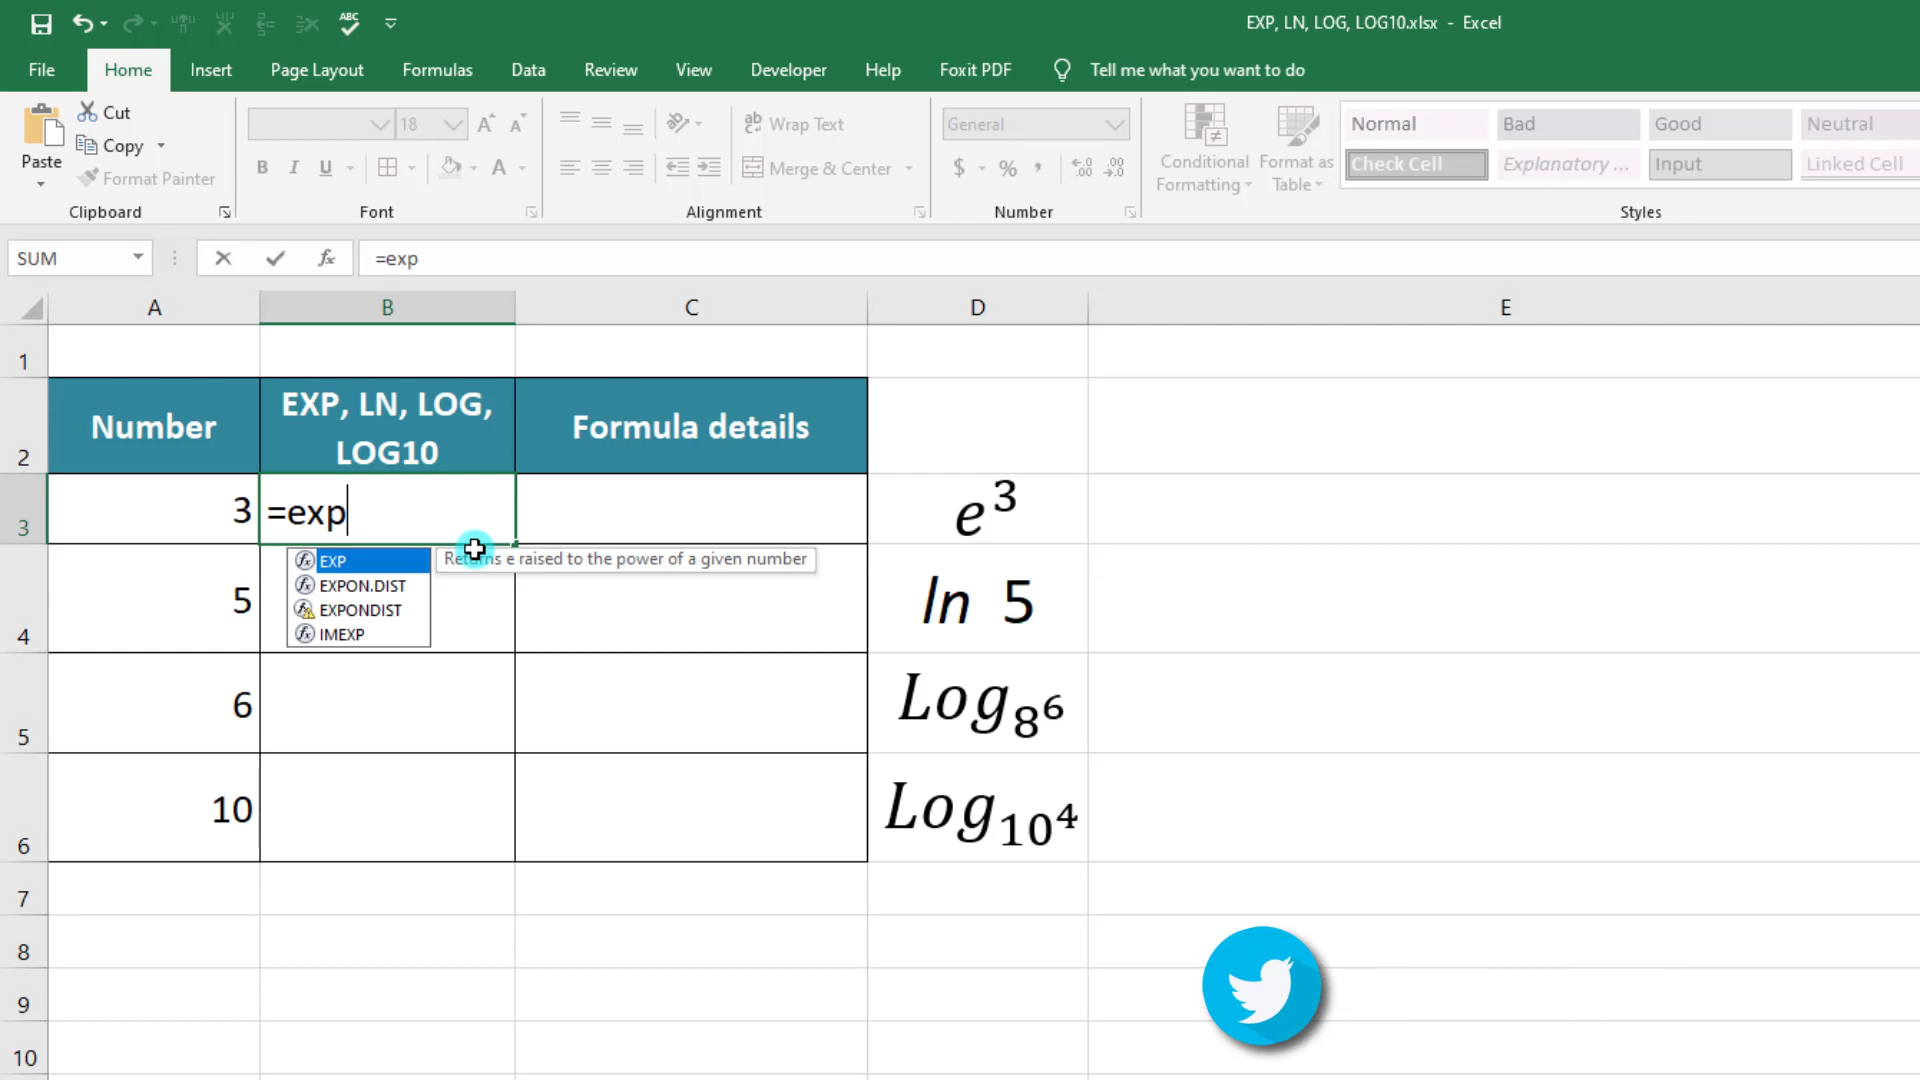 ABC
EXP, LN, LOG, LOG10.xlsx - Excel
File Home Insert Page Layout Formulas Data Review View Developer Help Foxit PDF Tell me what you want to do
Paste
Cut
Copy
Format Painter
Clipboard
18 A A
B I U A
Font
ab Wrap Text
Merge & Center
Alignment
General
$ % ,
Number
Conditional Formatting
Format as Table
Normal Bad Good Neutral
Check Cell Explanatory ... Input Linked Cell
Styles
SUM fx =exp
A B C D E
1
2 Number EXP, LN, LOG, LOG10 Formula details
3 3 =exp e³
EXP Returns e raised to the power of a given number
EXPON.DIST
EXPONDIST
IMEXP
4 5 ln 5
5 6 Log₈⁶
6 10 Log₁₀⁴
7
8
9
10